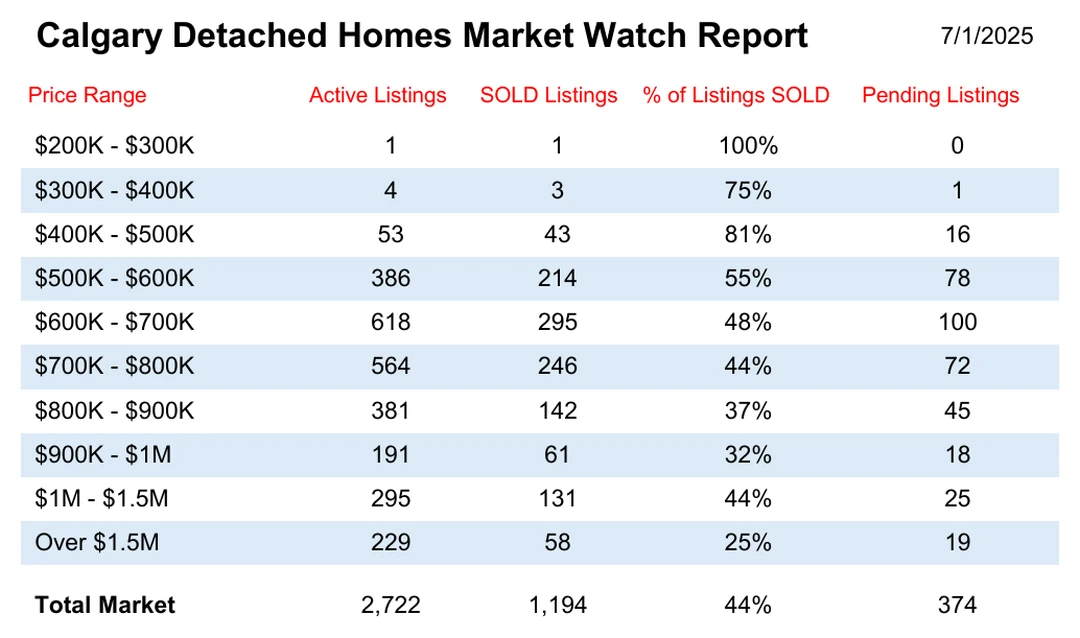 Calgary Detached Homes Market Watch Report 7/1/2025
Price Range Active Listings SOLD Listings % of Listings SOLD Pending Listings
$200K - $300K 1 1 100% 0
$300K - $400K 4 3 75% 1
$400K - $500K 53 43 81% 16
$500K - $600K 386 214 55% 78
$600K - $700K 618 295 48% 100
$700K - $800K 564 246 44% 72
$800K - $900K 381 142 37% 45
$900K - $1M 191 61 32% 18
$1M - $1.5M 295 131 44% 25
Over $1.5M 229 58 25% 19
Total Market 2,722 1,194 44% 374